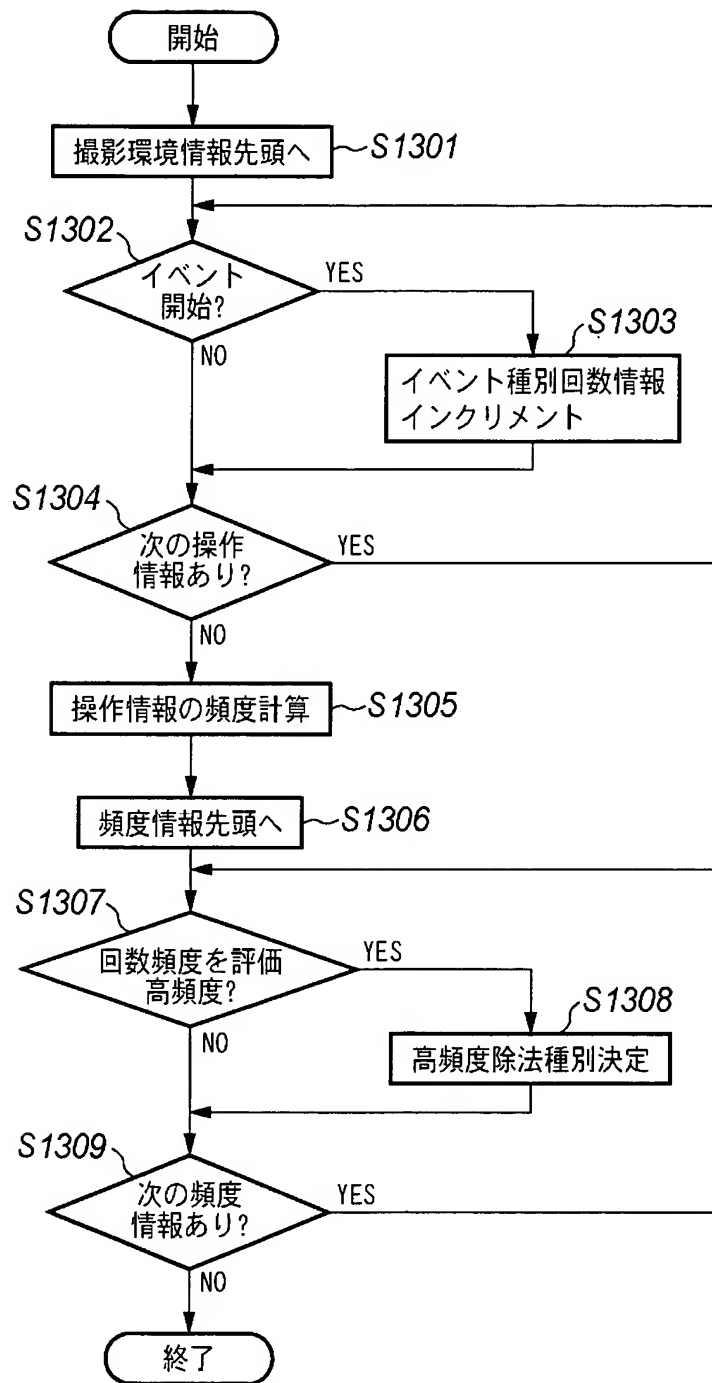 開始
撮影環境情報先頭へ
S1301
S1302
イベント
開始?
YES
NO
S1303
イベント種別回数情報
インクリメント
S1304
次の操作
情報あり?
YES
NO
操作情報の頻度計算
S1305
頻度情報先頭へ
S1306
S1307
回数頻度を評価
高頻度?
YES
NO
S1308
高頻度除法種別決定
S1309
次の頻度
情報あり?
YES
NO
終了